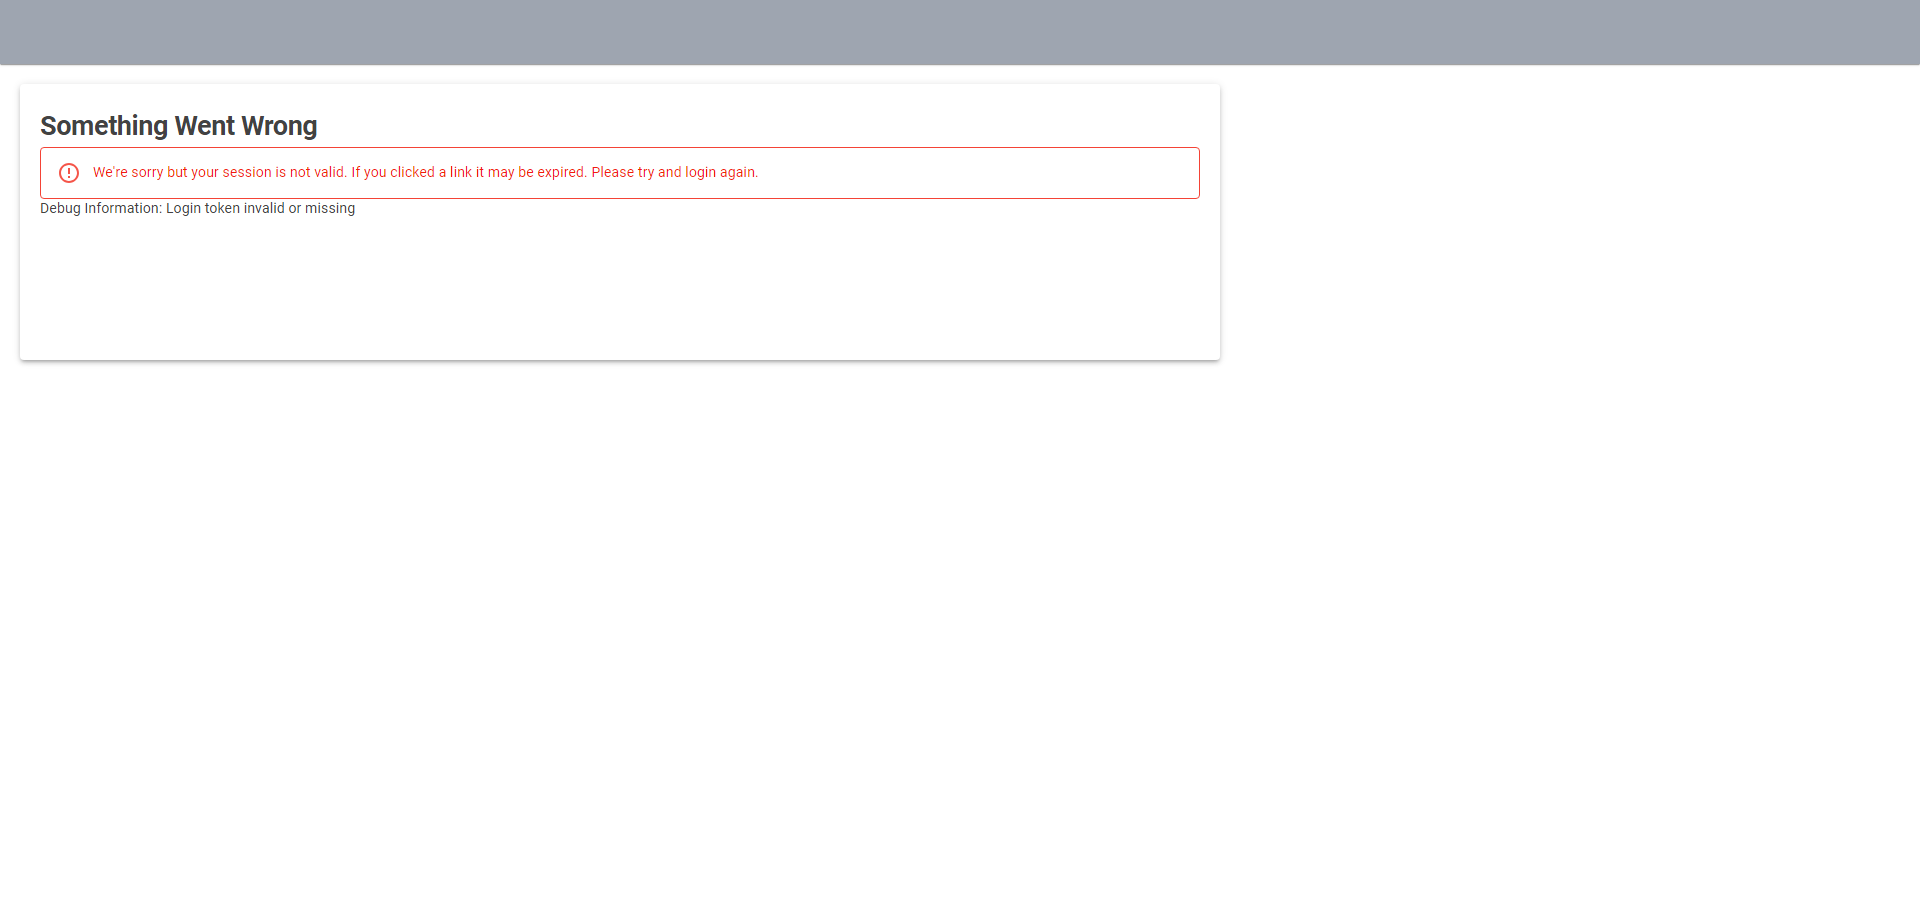 Something Went Wrong
We're sorry but your session is not valid. If you clicked a link it may be expired. Please try and login again.
Debug Information: Login token invalid or missing